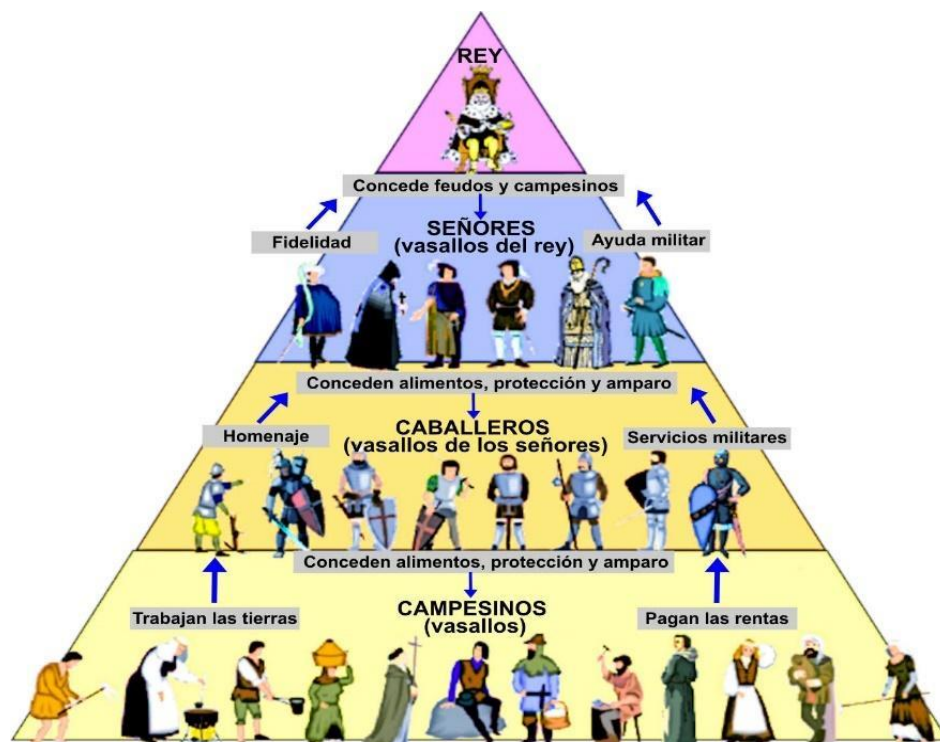 REY
Concede feudos y campesinos
Fidelidad
SEÑORES
(vasallos del rey)
Ayuda militar
Conceden alimentos, protección y amparo
Homenaje
CABALLEROS
(vasallos de los señores)
Servicios militares
Conceden alimentos, protección y amparo
Trabajan las tierras
CAMPESINOS
(vasallos)
Pagan las rentas